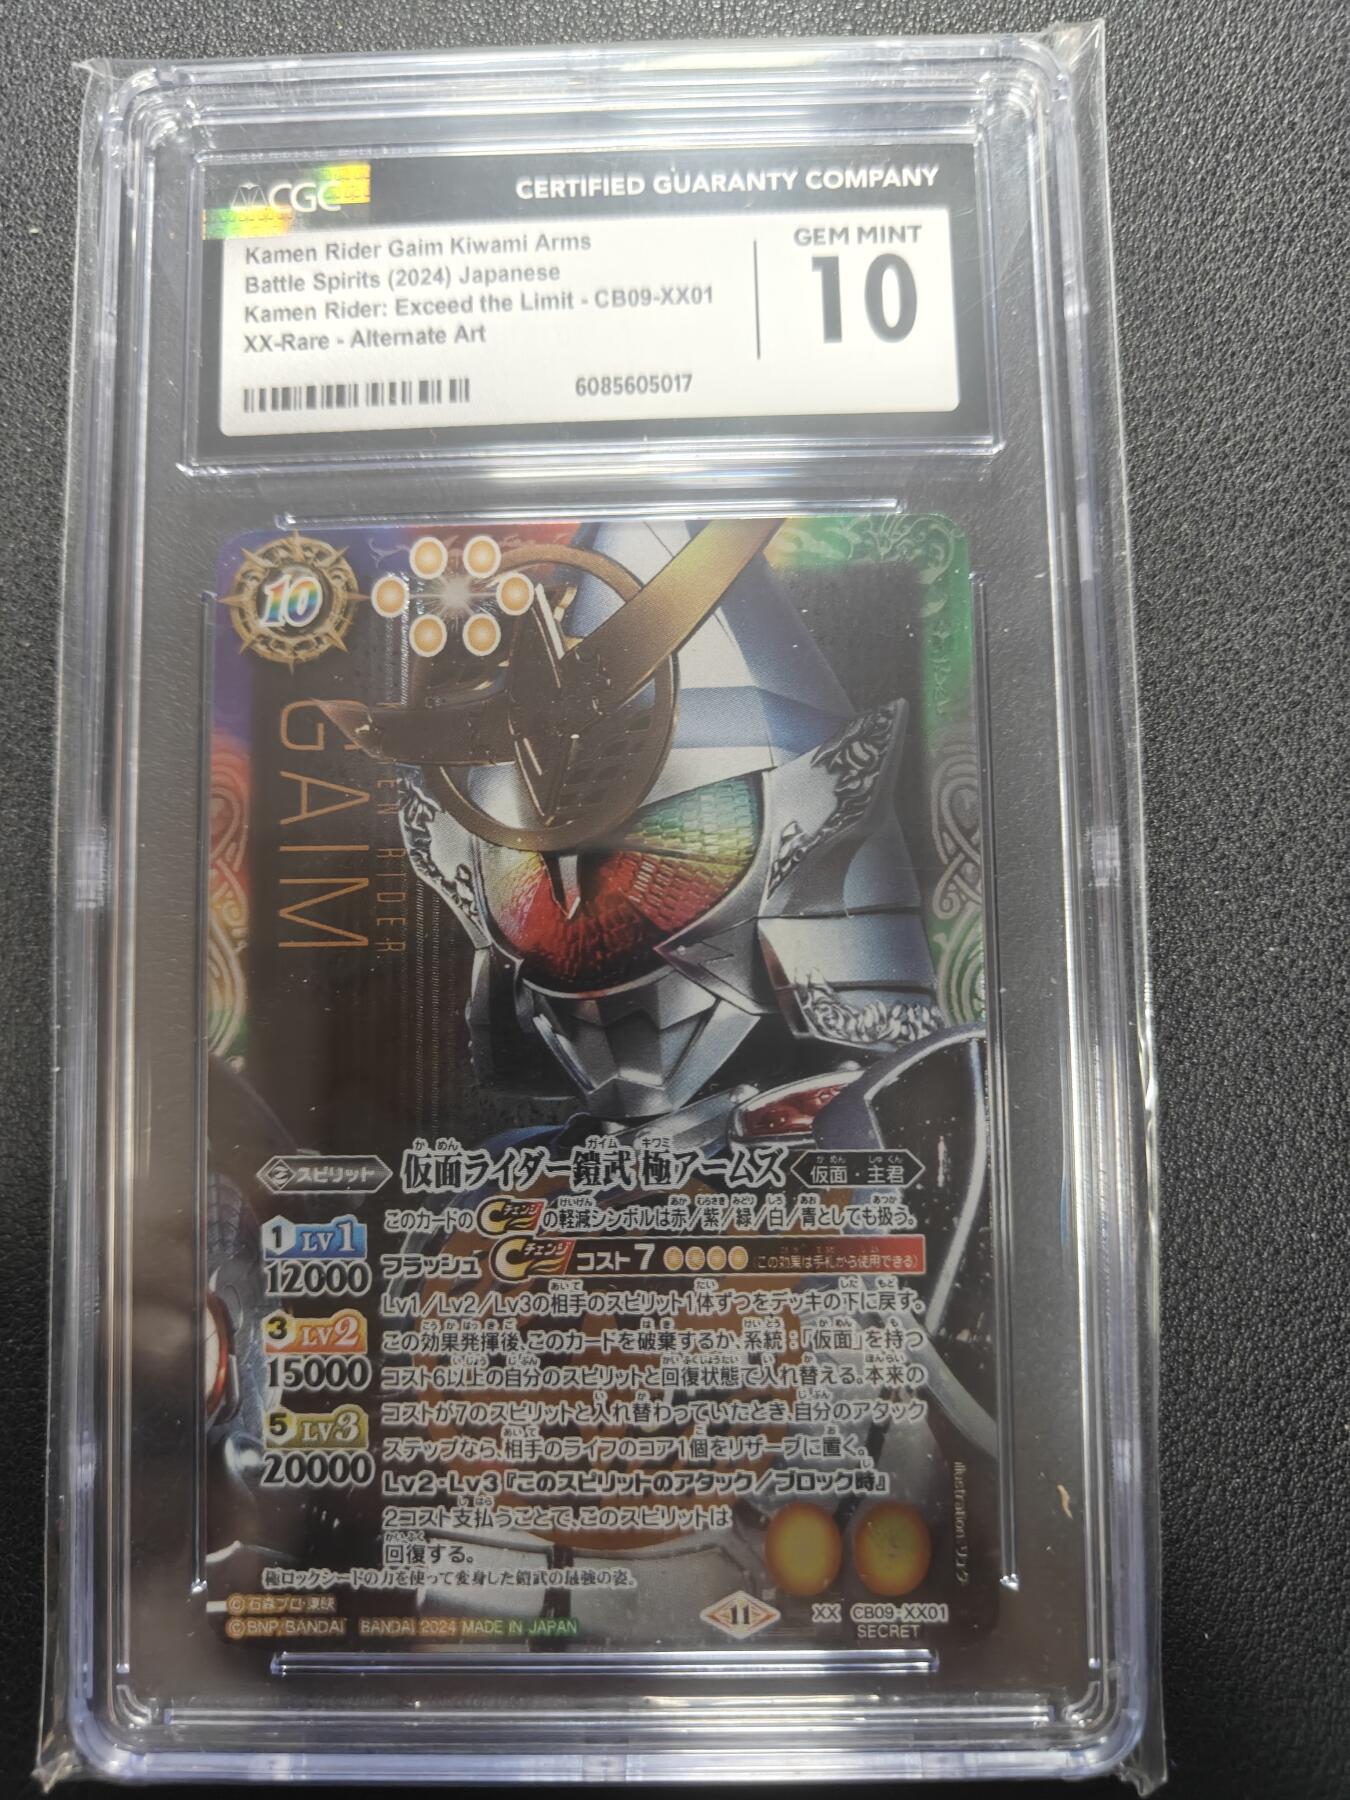 CGC
CERTIFIED GUARANTY COMPANY
Kamen Rider Gaim Kiwami Arms
Battle Spirits (2024) Japanese
Kamen Rider: Exceed the Limit - CB09-XX01
XX-Rare - Alternate Art
6085605017
GEM MINT
10
10
GAIM
RIDER
スピリット
仮面ライダー鎧武 極アームズ
仮面・主君
このカードのCチェンジの軽減シンボルは赤/紫/緑/白/青としても扱う。
フラッシュ Cチェンジ コスト7 (この効果は手札から使用できる)
Lv1/Lv2/Lv3の相手のスピリット1体ずつをデッキの下に戻す。
この効果発揮後、このカードを破棄するか、系統:「仮面」を持つ
コスト6以上の自分のスピリットと回復状態で入れ替える。本来の
コストが7のスピリットと入れ替わっていたとき、自分のアタック
ステップなら、相手のライフのコア1個をリザーブに置く。
Lv2・Lv3『このスピリットのアタック/ブロック時』
2コスト支払うことで、このスピリットは
回復する。
1 LV1
12000
3 LV2
15000
5 LV3
20000
極ロックシードの力を使って変身した鎧武の最強の姿。
©石森プロ・東映
©BNP/BANDAI BANDAI 2024 MADE IN JAPAN
11
XX CB09-XX01
SECRET
illustration